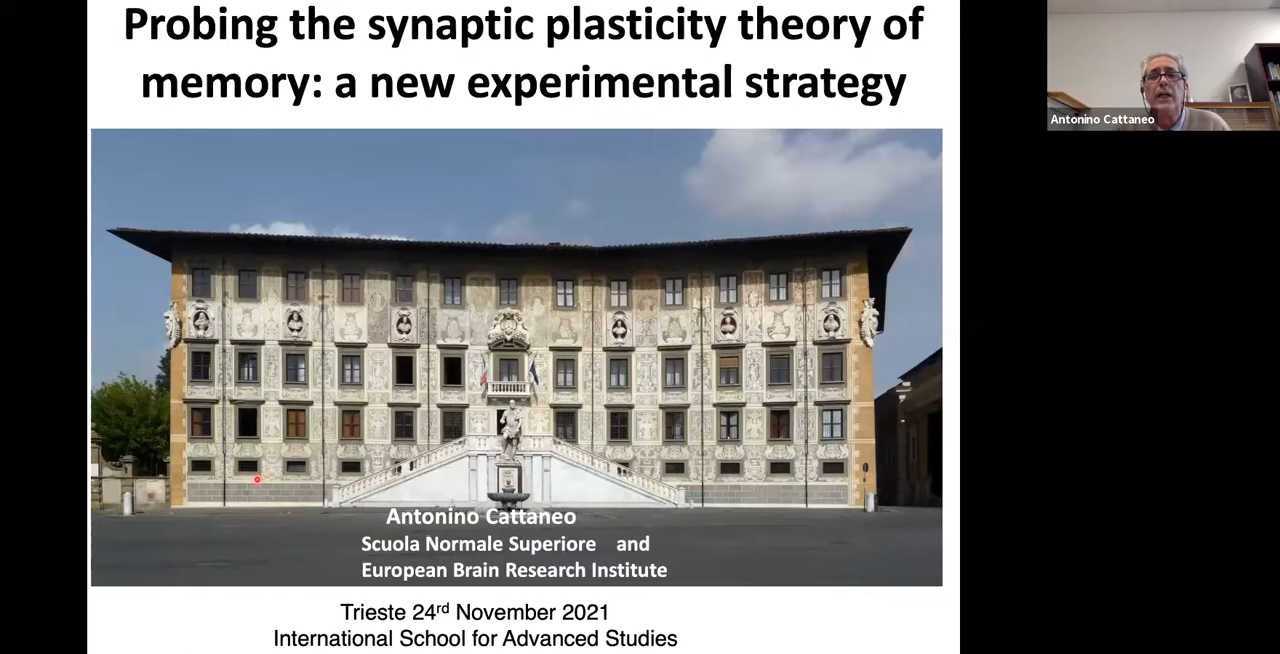 Probing the synaptic plasticity theory of
memory: a new experimental strategy
Antonino Cattaneo
Antonino Cattaneo
Scuola Normale Superiore and
European Brain Research Institute
Trieste 24rd November 2021
International School for Advanced Studies